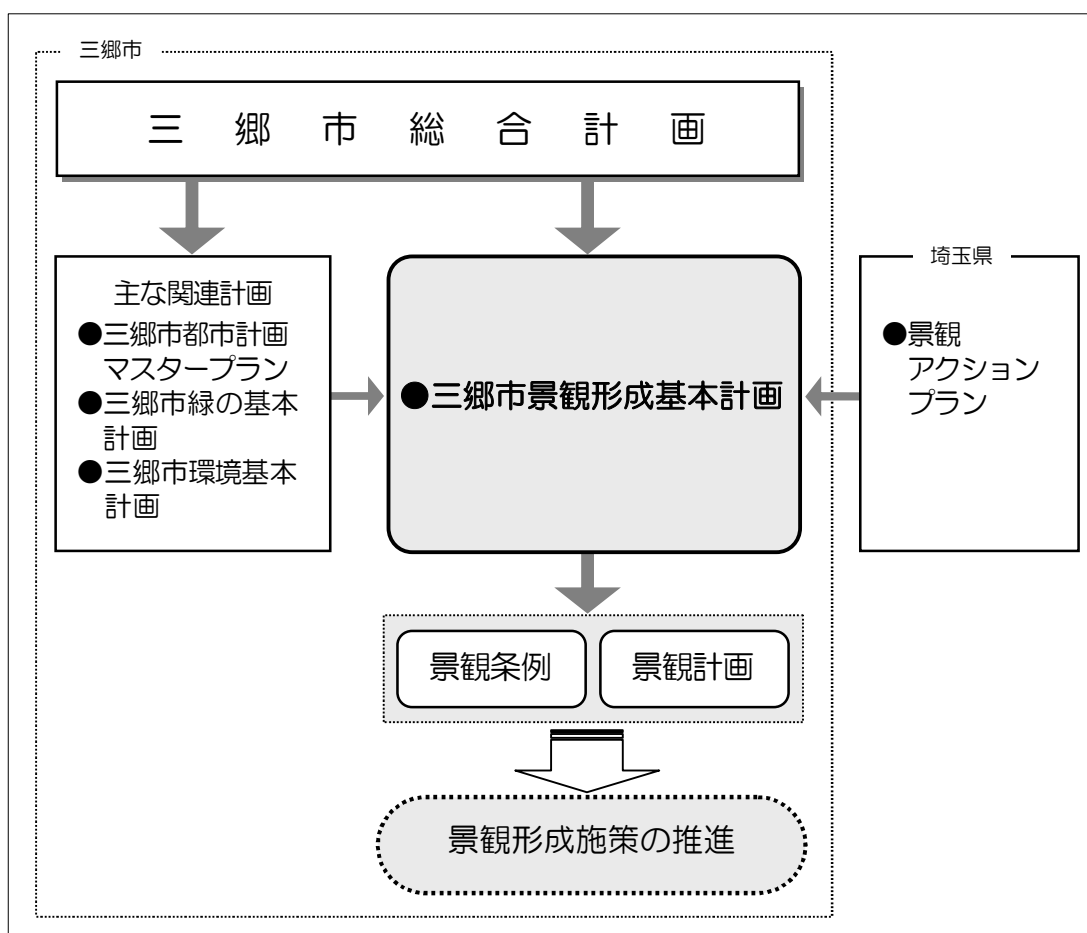 三郷市
三郷市総合計画
主な関連計画
●三郷市都市計画
マスタープラン
●三郷市緑の基本
計画
●三郷市環境基本
計画
●三郷市景観形成基本計画
埼玉県
●景観
アクション
プラン
景観条例
景観計画
景観形成施策の推進